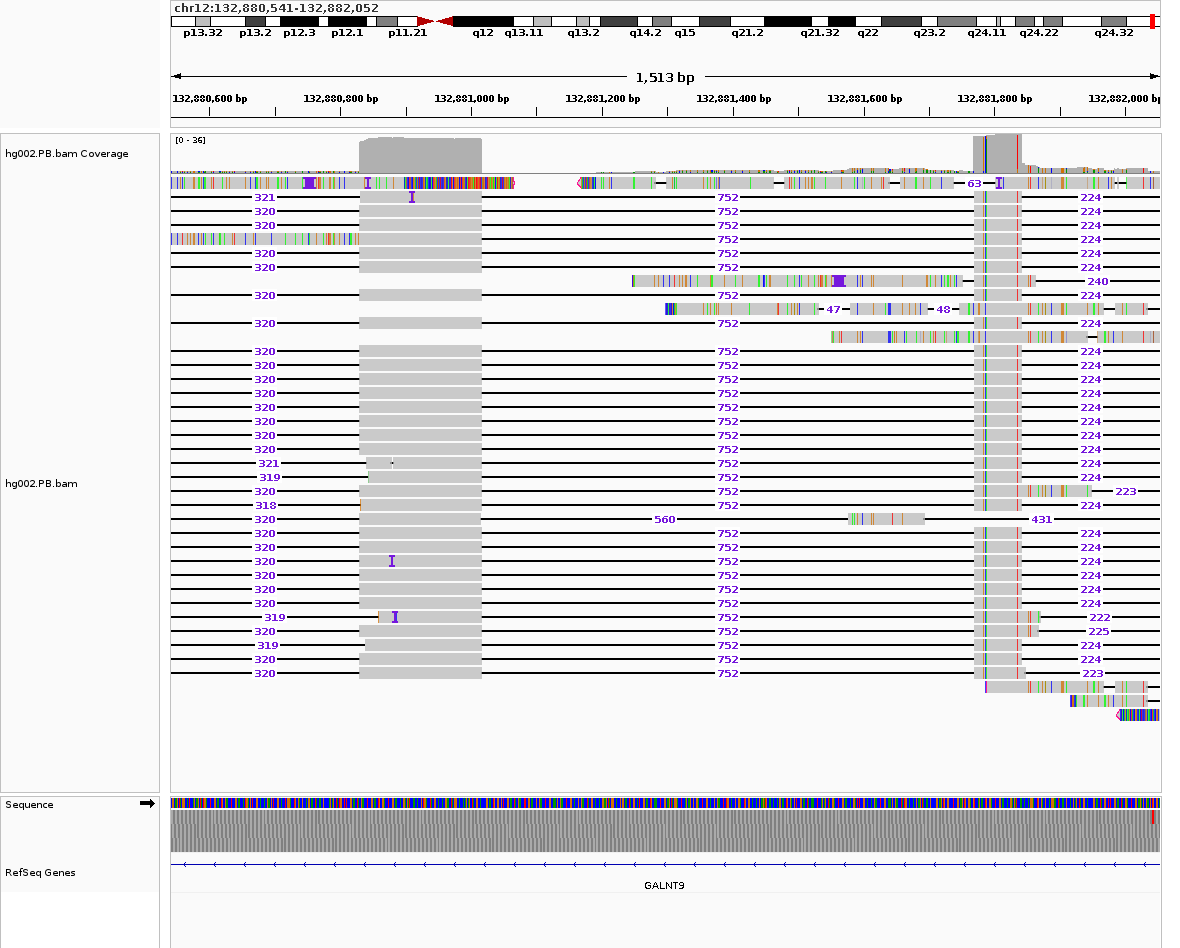 chr12:132,880,541-132,882,052
p13.32 p13.2 p12.3 p12.1 p11.21 q12 q13.11 q13.2 q14.2 q15 q21.2 q21.32 q22 q23.2 q24.11 q24.22 q24.32
1,513 bp
132,880,600 bp 132,880,800 bp 132,881,000 bp 132,881,200 bp 132,881,400 bp 132,881,600 bp 132,881,800 bp 132,882,000 bp
[0 - 36]
hg002.PB.bam Coverage
63
321 752 224
320 752 224
320 752 224
752 224
320 752 224
320 752 224
240
320 752 224
47 48
320 752 224
320 752 224
320 752 224
320 752 224
320 752 224
320 752 224
320 752 224
320 752 224
320 752 224
321 752 224
319 752 224
hg002.PB.bam
320 752 223
318 752 224
320 560 431
320 752 224
320 752 224
320 752 224
320 752 224
320 752 224
320 752 224
319 752 222
320 752 225
319 752 224
320 752 224
320 752 223
Sequence
RefSeq Genes
GALNT9